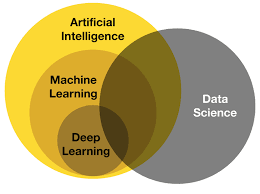 Artificial
Intelligence
Machine
Learning
Deep
Learning
Data
Science